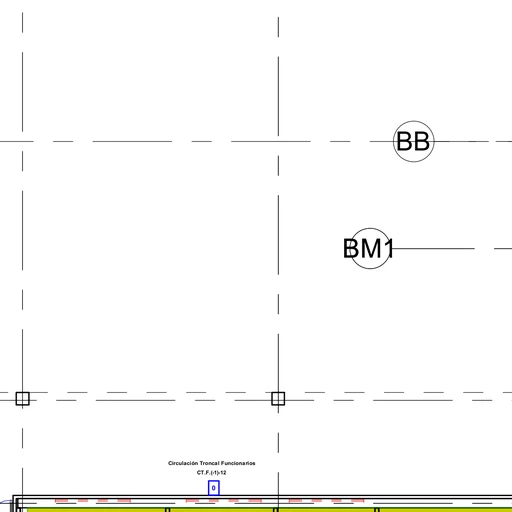 BB
BM1
Circulación Troncal Funcionarios
CT.F.(-1)-12
0